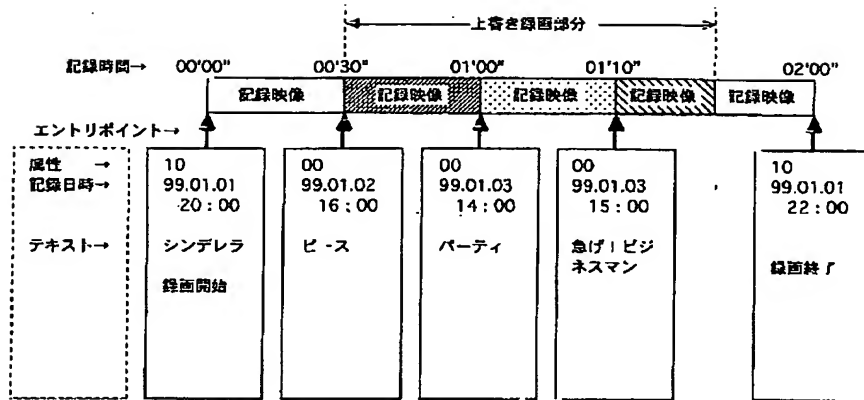 上書き録画部分
記録時間→ 00'00" 00'30" 01'00" 01'10" 02'00"
記録映像 記録映像 記録映像 記録映像 記録映像
エントリポイント→
属性 → 10 00 00 00 10
記録日時→ 99.01.01 99.01.02 99.01.03 99.01.03 99.01.01
20:00 16:00 14:00 15:00 22:00
テキスト→ シンデレラ ピース パーティ 急げ!ビジ
ネスマン
録画開始 録画終了